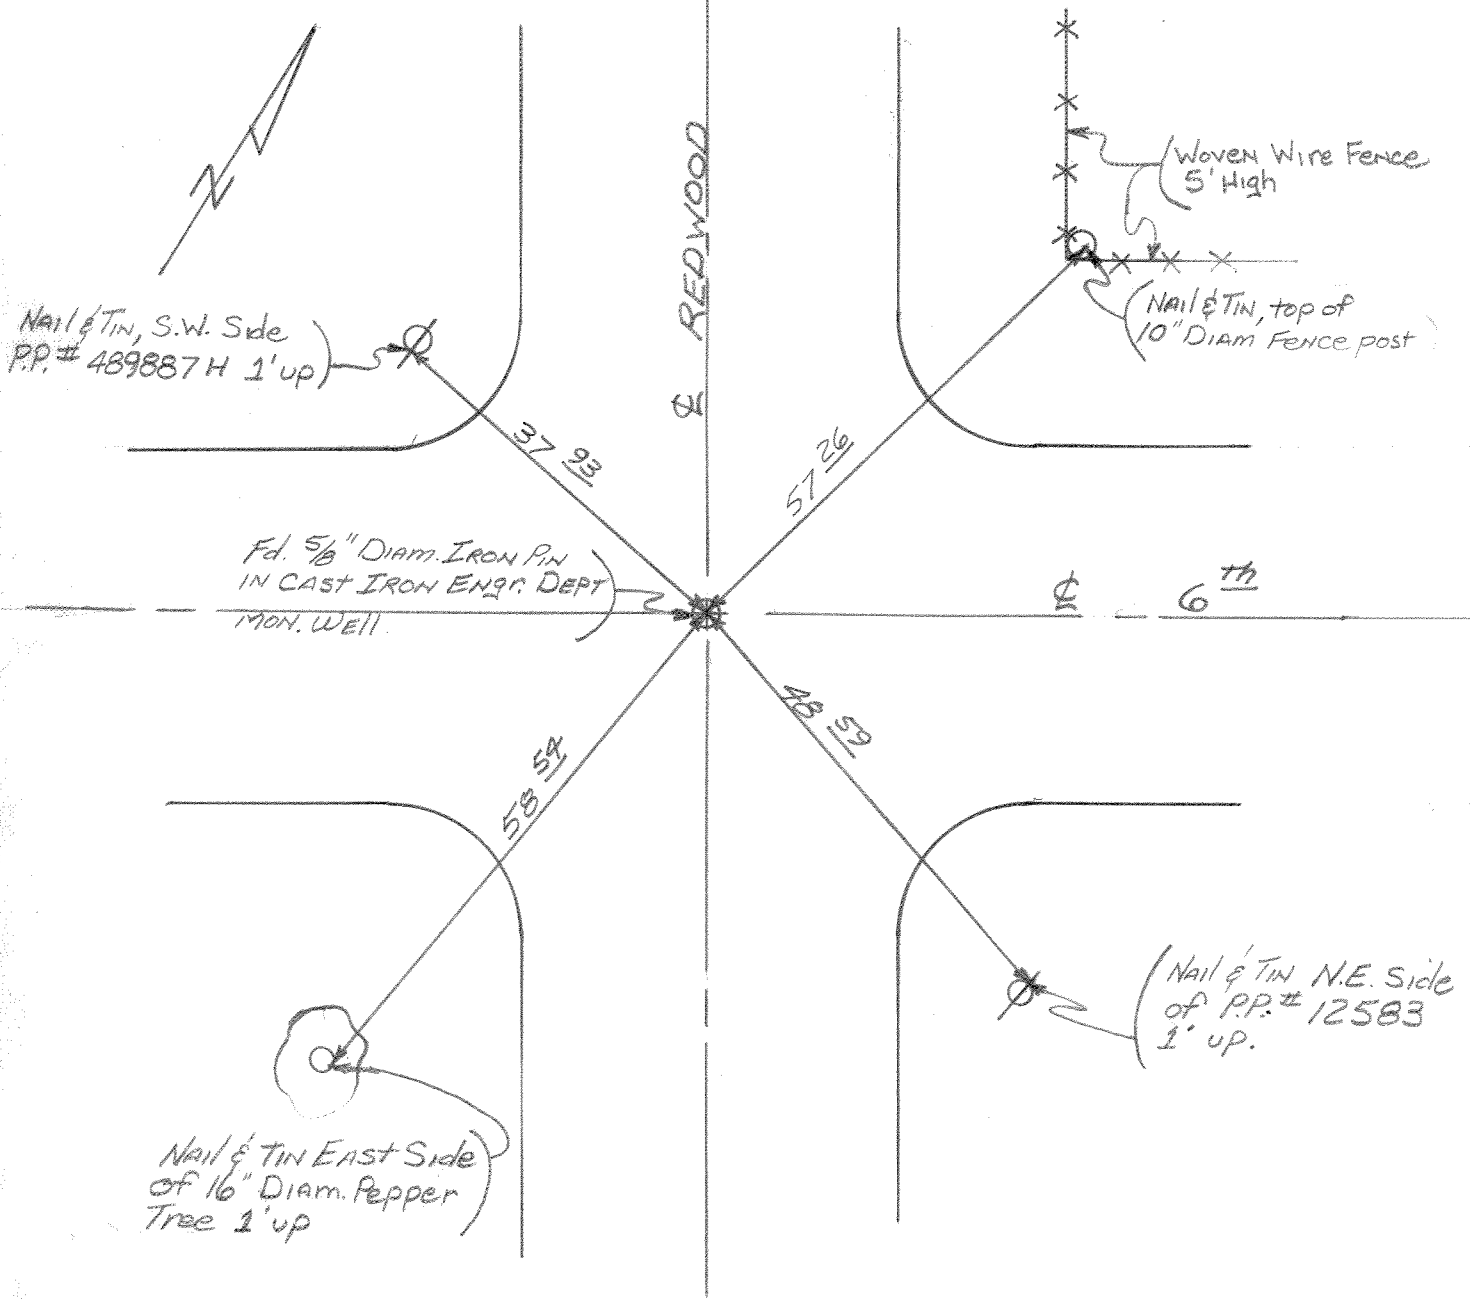 N
REDWOOD
℄
Woven Wire Fence
5' High
Nail & Tin, S.W. Side
P.P. # 489887H 1' up
Nail & Tin, top of
10" Diam Fence post
37 93
57 26
Fd. 5/8" Diam. Iron Pin
in Cast Iron Engr. Dept
Mon. Well
℄ 6th
58 54
48 59
Nail & Tin N.E. Side
of P.P. # 12583
1' up.
Nail & Tin East Side
of 16" Diam. Pepper
Tree 1' up